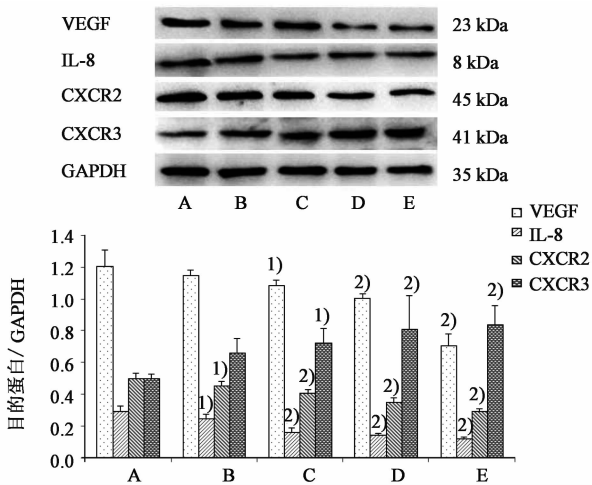 VEGF 23 kDa
IL-8 8 kDa
CXCR2 45 kDa
CXCR3 41 kDa
GAPDH 35 kDa
A B C D E
VEGF
IL-8
CXCR2
CXCR3
目的蛋白/GAPDH
1.4
1.2
1.0
0.8
0.6
0.4
0.2
0.0
1) 1)
1) 2) 2) 1)
2) 2) 2) 2)
2) 2) 2) 2)
A B C D E